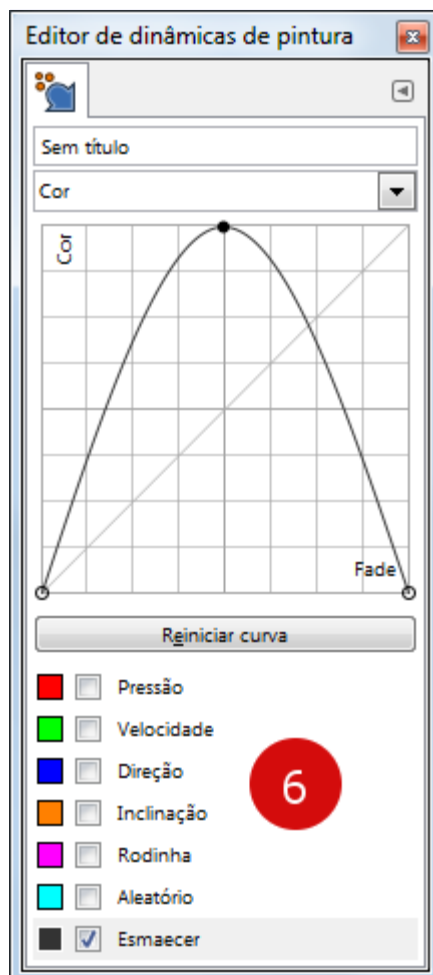 Editor de dinâmicas de pintura
Sem título
Cor
Cor
Fade
Reiniciar curva
Pressão
Velocidade
Direção
6
Inclinação
Rodinha
Aleatório
Esmaecer